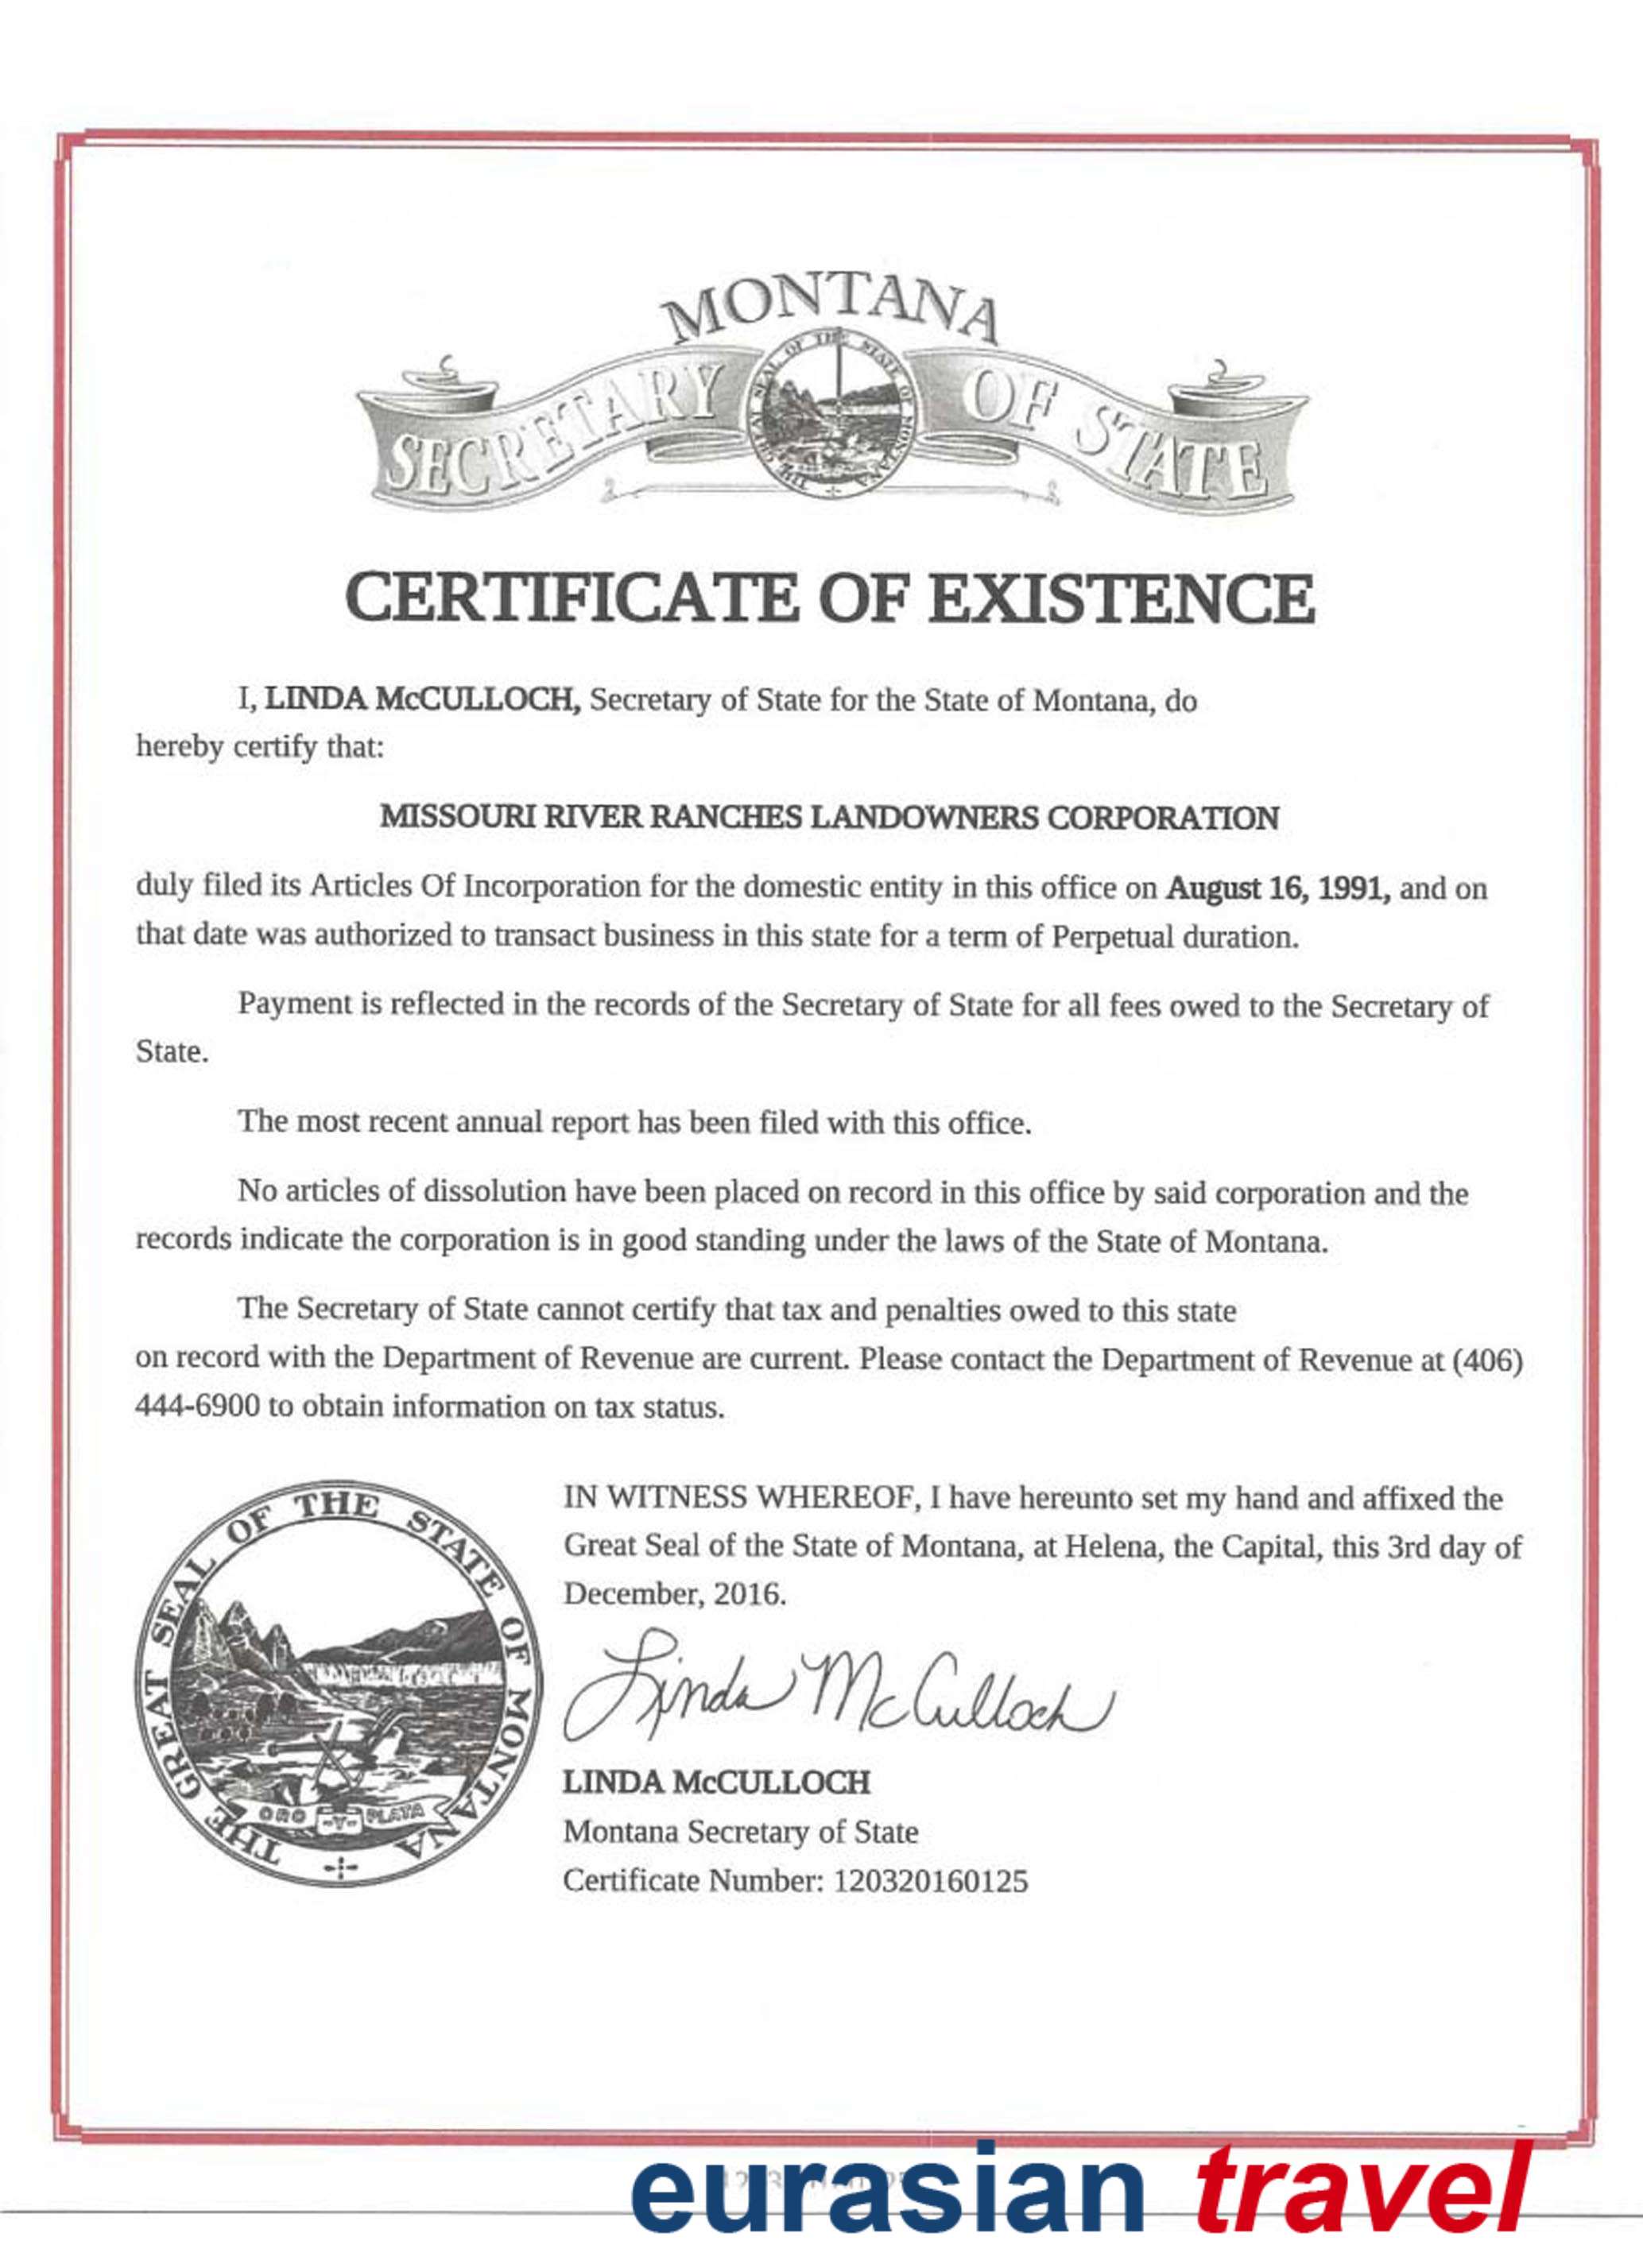 MONTANA
SECRETARY OF STATE
THE GREAT SEAL OF THE STATE OF MONTANA
CERTIFICATE OF EXISTENCE
I, LINDA McCULLOCH, Secretary of State for the State of Montana, do
hereby certify that:
MISSOURI RIVER RANCHES LANDOWNERS CORPORATION
duly filed its Articles Of Incorporation for the domestic entity in this office on August 16, 1991, and on
that date was authorized to transact business in this state for a term of Perpetual duration.
Payment is reflected in the records of the Secretary of State for all fees owed to the Secretary of
State.
The most recent annual report has been filed with this office.
No articles of dissolution have been placed on record in this office by said corporation and the
records indicate the corporation is in good standing under the laws of the State of Montana.
The Secretary of State cannot certify that tax and penalties owed to this state
on record with the Department of Revenue are current. Please contact the Department of Revenue at (406)
444-6900 to obtain information on tax status.
THE GREAT SEAL OF THE STATE OF MONTANA
ORO -Y- PLATA
IN WITNESS WHEREOF, I have hereunto set my hand and affixed the
Great Seal of the State of Montana, at Helena, the Capital, this 3rd day of
December, 2016.
Linda McCulloch
LINDA McCULLOCH
Montana Secretary of State
Certificate Number: 120320160125
eurasian travel